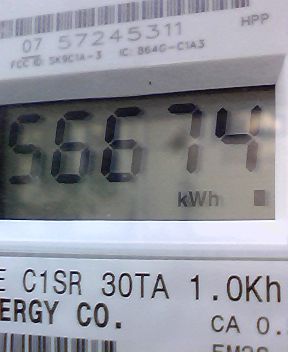 07 57245311
HPP
FCC ID: SK9C1A-3 IC: 864G-C1A3
56674
kWh
E C1SR 30TA 1.0Kh
ERGY CO.
CA 0.